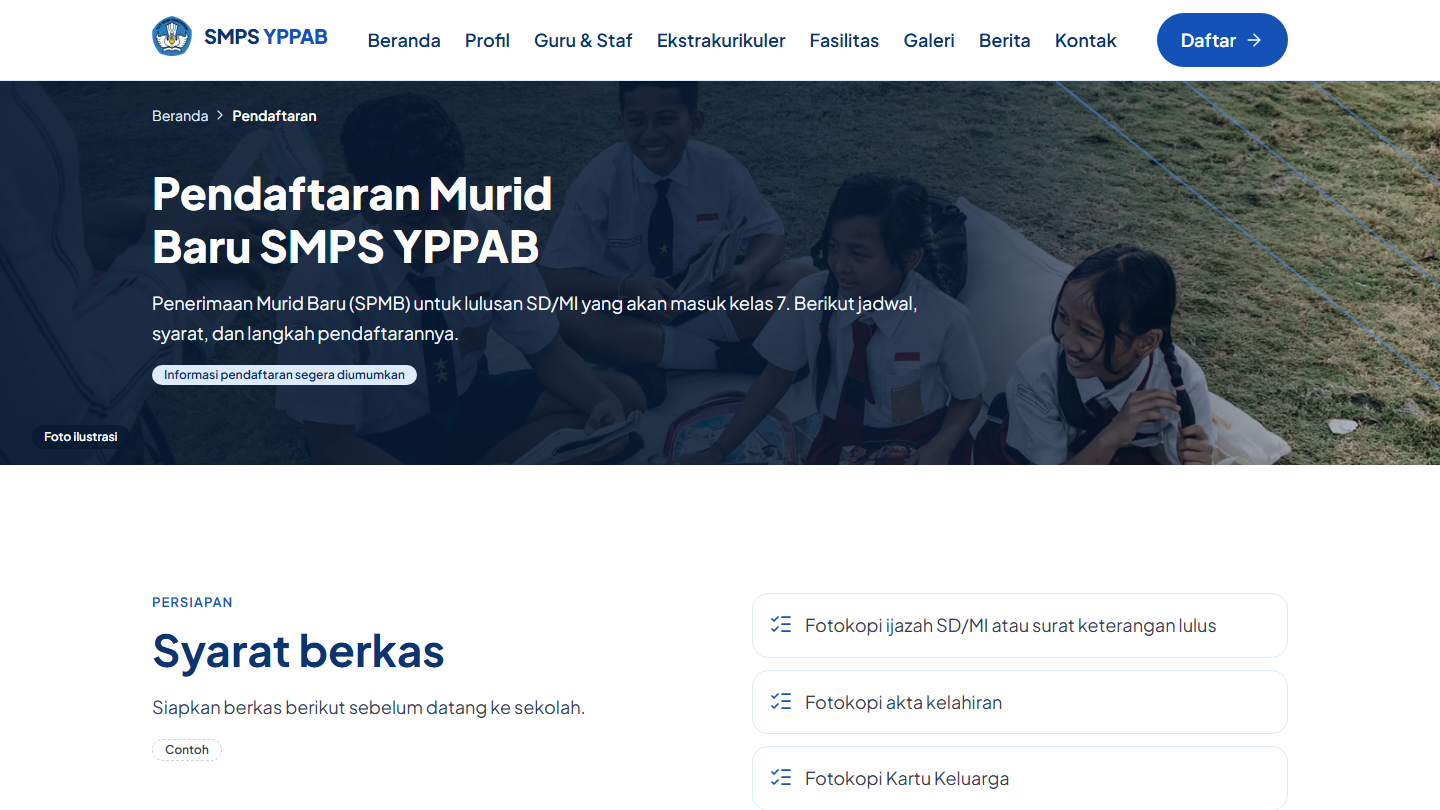 SMPS YPPAB
Beranda
Profil
Guru & Staf
Ekstrakurikuler
Fasilitas
Galeri
Berita
Kontak
Daftar
Beranda > Pendaftaran
Pendaftaran Murid
Baru SMPS YPPAB
Penerimaan Murid Baru (SPMB) untuk lulusan SD/MI yang akan masuk kelas 7. Berikut jadwal,
syarat, dan langkah pendaftarannya.
Informasi pendaftaran segera diumumkan
Foto ilustrasi
PERSIAPAN
Syarat berkas
Siapkan berkas berikut sebelum datang ke sekolah.
Contoh
Fotokopi ijazah SD/MI atau surat keterangan lulus
Fotokopi akta kelahiran
Fotokopi Kartu Keluarga